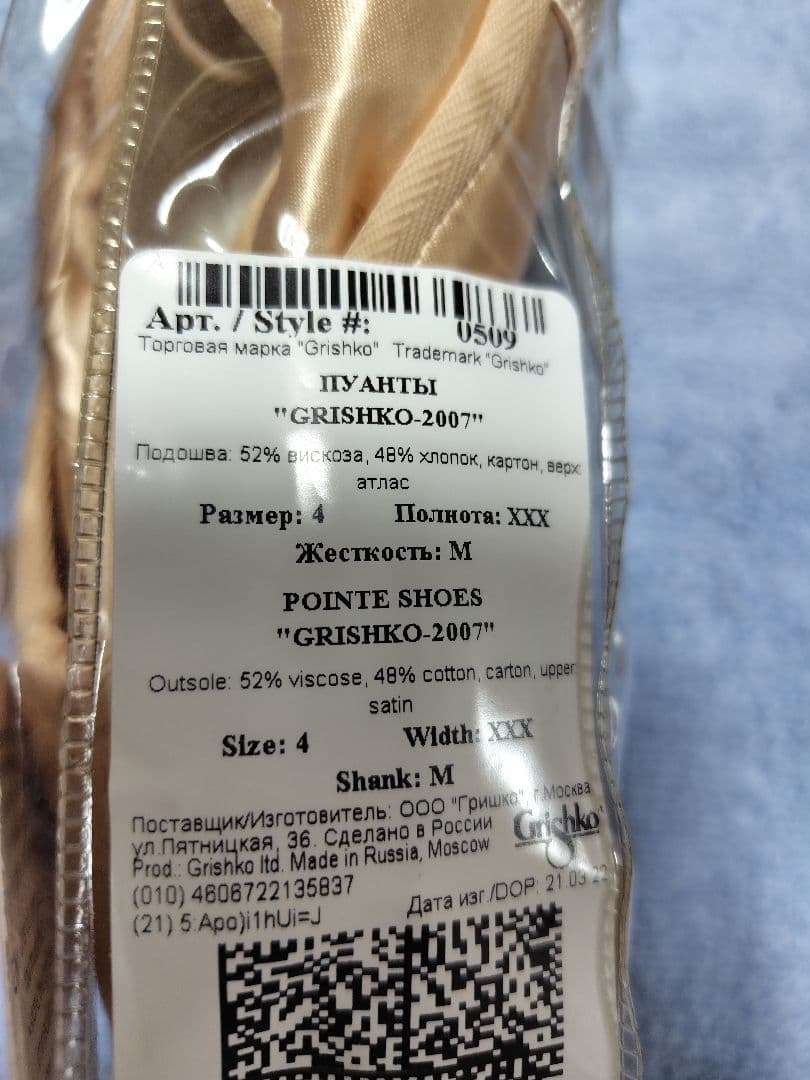 Арт. / Style #: 0509
Торговая марка "Grishko" Trademark "Grishko"
ПУАНТЫ
"GRISHKO-2007"
Подошва: 52% вискоза, 48% хлопок, картон, верх:
атлас
Размер: 4 Полнота: XXX
Жесткость: M
POINTE SHOES
"GRISHKO-2007"
Outsole: 52% viscose, 48% cotton, carton, upper
satin
Size: 4 Width: XXX
Shank: M
Поставщик/Изготовитель: ООО "Гришко", г.Москва
ул.Пятницкая, 36. Сделано в России
Prod.: Grishko ltd. Made in Russia, Moscow
Grishko
(010) 4606722135837
Дата изг./DOP: 21.03 22
(21) 5:Apo)i1hUi=J